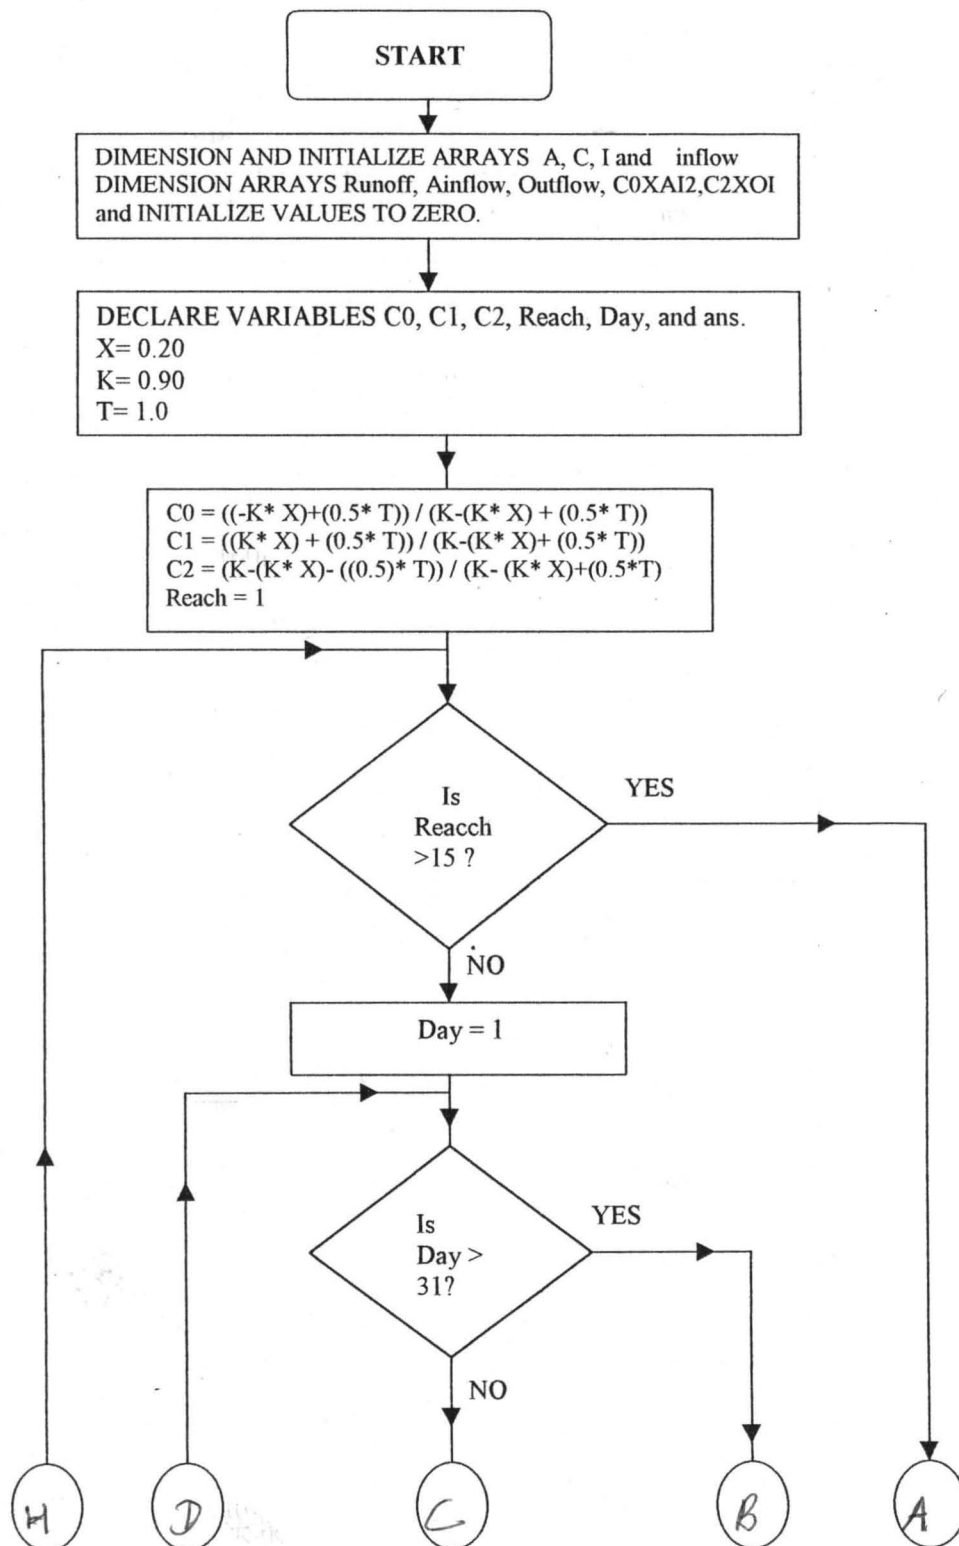 START
DIMENSION AND INITIALIZE ARRAYS A, C, I and inflow
DIMENSION ARRAYS Runoff, Ainflow, Outflow, C0XAI2,C2XOI
and INITIALIZE VALUES TO ZERO.
DECLARE VARIABLES C0, C1, C2, Reach, Day, and ans.
X= 0.20
K= 0.90
T= 1.0
C0 = ((-K* X)+(0.5* T)) / (K-(K* X) + (0.5* T))
C1 = ((K* X) + (0.5* T)) / (K-(K* X)+ (0.5* T))
C2 = (K-(K* X)- ((0.5)* T)) / (K- (K* X)+(0.5*T)
Reach = 1
Is
Reacch
>15 ?
YES
NO
Day = 1
Is
Day >
31?
YES
NO
H
D
C
B
A